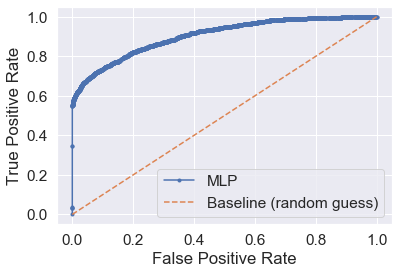 1.0
0.8
0.6
0.4
0.2
0.0
True Positive Rate
MLP
Baseline (random guess)
0.0 0.2 0.4 0.6 0.8 1.0
False Positive Rate